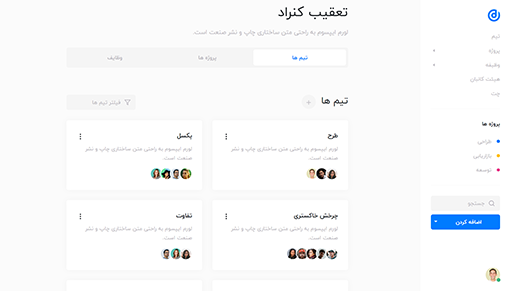 تیم
پروژه
وظیفه
هیئت کانبان
چت
پروژه ها
طراحی
بازاریابی
توسعه
جستجو
اضافه کردن
تعقیب کنراد
لورم ایپسوم به راحتی متن ساختاری چاپ و نشر صنعت است.
تیم ها
پروژه ها
وظایف
تیم ها
فیلتر تیم ها
طرح
لورم ایپسوم به راحتی متن ساختاری چاپ و نشر
صنعت است.
پکسل
لورم ایپسوم به راحتی متن ساختاری چاپ و نشر
صنعت است.
چرخش خاکستری
لورم ایپسوم به راحتی متن ساختاری چاپ و نشر
صنعت است.
تفاوت
لورم ایپسوم به راحتی متن ساختاری چاپ و نشر
صنعت است.